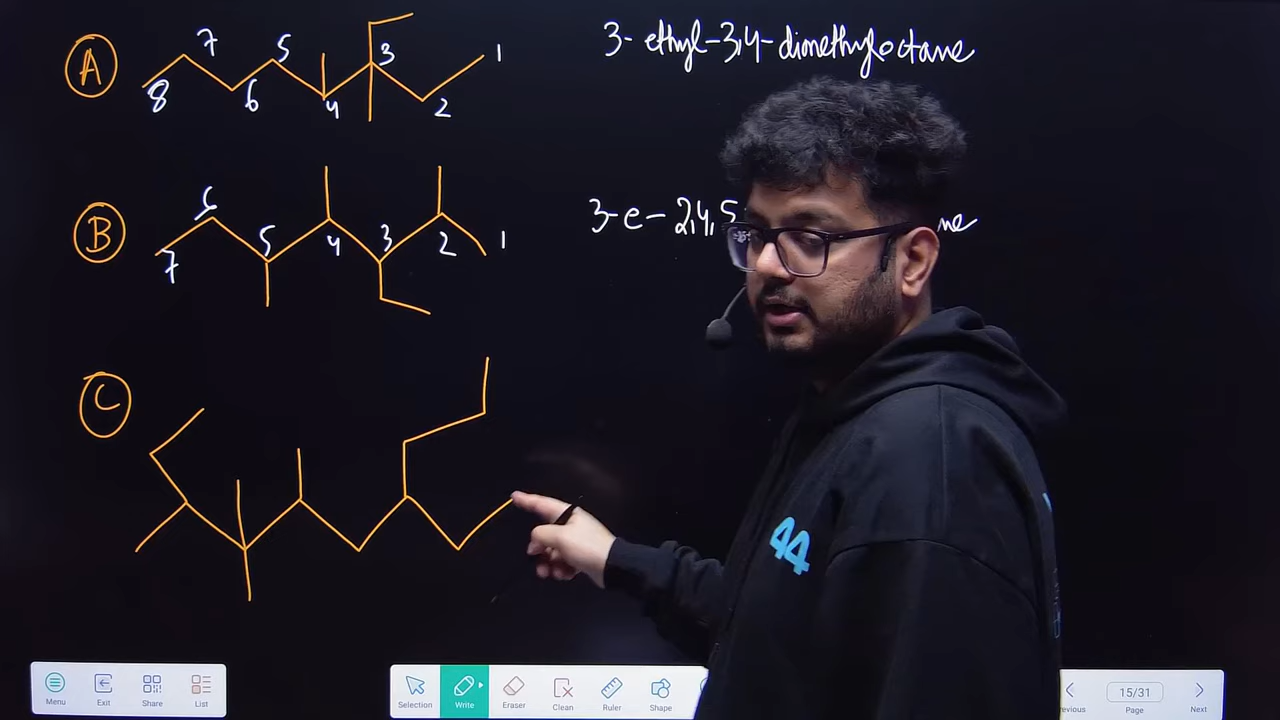 A
7
5
3
1
8
6
4
2
3-ethyl-3,4-dimethyloctane
B
6
5
4
3
2
1
7
3-e-2,4,5
ne
C
44
Menu
Exit
Share
List
Selection
Write
Eraser
Clean
Ruler
Shape
evious
15/31
Page
Next